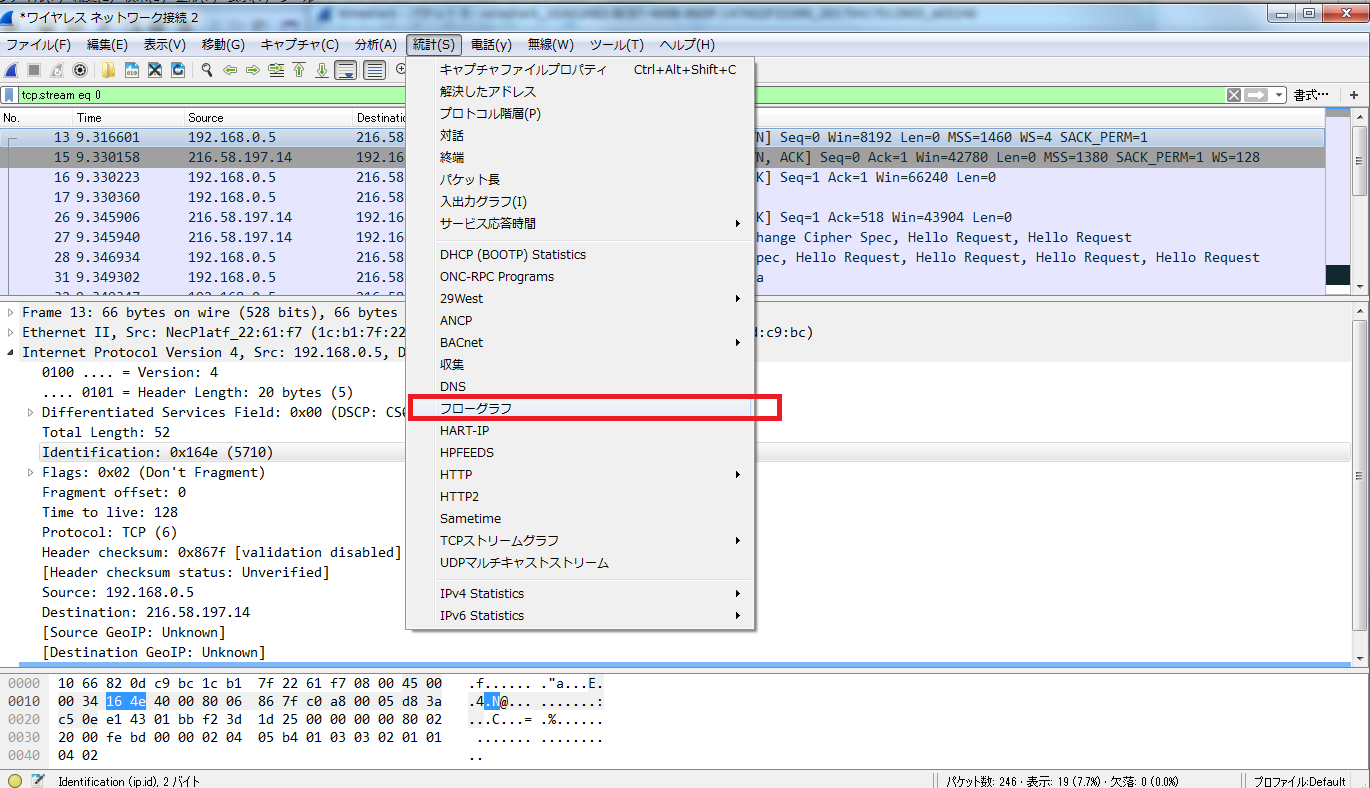 *ワイヤレス ネットワーク接続 2
ファイル(F) 編集(E) 表示(V) 移動(G) キャプチャ(C) 分析(A) 統計(S) 電話(y) 無線(W) ツール(T) ヘルプ(H)
tcp.stream eq 0 書式… +
No. Time Source Destinatio
13 9.316601 192.168.0.5 216.58 N] Seq=0 Win=8192 Len=0 MSS=1460 WS=4 SACK_PERM=1
15 9.330158 216.58.197.14 192.16 N, ACK] Seq=0 Ack=1 Win=42780 Len=0 MSS=1380 SACK_PERM=1 WS=128
16 9.330223 192.168.0.5 216.58 K] Seq=1 Ack=1 Win=66240 Len=0
17 9.330360 192.168.0.5 216.58
26 9.345906 216.58.197.14 192.16 K] Seq=1 Ack=518 Win=43904 Len=0
27 9.345940 216.58.197.14 192.16 hange Cipher Spec, Hello Request, Hello Request
28 9.346934 192.168.0.5 216.58 pec, Hello Request, Hello Request, Hello Request, Hello Request
31 9.349302 192.168.0.5 216.58 a
キャプチャファイルプロパティ Ctrl+Alt+Shift+C
解決したアドレス
プロトコル階層(P)
対話
終端
パケット長
入出力グラフ(I)
サービス応答時間
DHCP (BOOTP) Statistics
ONC-RPC Programs
29West
ANCP
BACnet
収集
DNS
フローグラフ
HART-IP
HPFEEDS
HTTP
HTTP2
Sametime
TCPストリームグラフ
UDPマルチキャストストリーム
IPv4 Statistics
IPv6 Statistics
Frame 13: 66 bytes on wire (528 bits), 66 bytes
Ethernet II, Src: NecPlatf_22:61:f7 (1c:b1:7f:22 d:c9:bc)
Internet Protocol Version 4, Src: 192.168.0.5, D
0100 .... = Version: 4
.... 0101 = Header Length: 20 bytes (5)
Differentiated Services Field: 0x00 (DSCP: CS0
Total Length: 52
Identification: 0x164e (5710)
Flags: 0x02 (Don't Fragment)
Fragment offset: 0
Time to live: 128
Protocol: TCP (6)
Header checksum: 0x867f [validation disabled]
[Header checksum status: Unverified]
Source: 192.168.0.5
Destination: 216.58.197.14
[Source GeoIP: Unknown]
[Destination GeoIP: Unknown]
0000 10 66 82 0d c9 bc 1c b1 7f 22 61 f7 08 00 45 00 .f...... ."a...E.
0010 00 34 16 4e 40 00 80 06 86 7f c0 a8 00 05 d8 3a .4.N@... .......:
0020 c5 0e e1 43 01 bb f2 3d 1d 25 00 00 00 00 80 02 ...C...= .%......
0030 20 00 fe bd 00 00 02 04 05 b4 01 03 03 02 01 01 ....... ........
0040 04 02 ..
Identification (ip.id), 2 バイト パケット数: 246 · 表示: 19 (7.7%) · 欠落: 0 (0.0%) プロファイル:Default